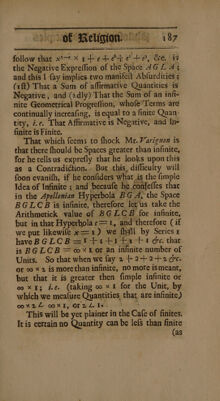 of Religion. 187
follow that x × 1 + e + e² + e³ + e⁴, &c. is
the Negative Expression of the Space AGLA;
and this I say implies two manifest Absurdities;
(1st) That a Sum of affirmative Quantities is
Negative, and (2dly) That the Sum of an infi-
nite Geometrical Progression, whose Terms are
continually increasing, is equal to a finite Quan-
tity, i. e. That Affirmative is Negative, and In-
finite is Finite.
That which seems to shock Mr. Varignon is
that there should be Spaces greater than infinite,
for he tells us expresly that he looks upon this
as a Contradiction. But this difficulty will
soon evanish, if he considers what is the simple
Idea of Infinite; and because he confesses that
in the Apollonian Hyperbola BGA, the Space
BGLCB is infinite, therefore let us take the
Arithmetick value of BGLCB for infinite,
but in that Hyperbola e = 1, and therefore (if
we put likewise x = 1) we shall by Series 1
have BGLCB = 1 + 1 + 1 + 1 &c. that
is BGLCB = ∞ × 1 or an infinite number of
Units. So that when we say 2 + 2 + 2 + 2 &c.
or ∞ × 2 is more than infinite, no more is meant,
but that it is greater then simple infinite or
∞ × 1; i. e. (taking ∞ × 1 for the Unit, by
which we measure Quantities that are infinite)
∞ × 2 ∠ ∞ × 1, or 2 ∠ 1.
This will be yet plainer in the Case of finites.
It is certain no Quantity can be less than finite
(as